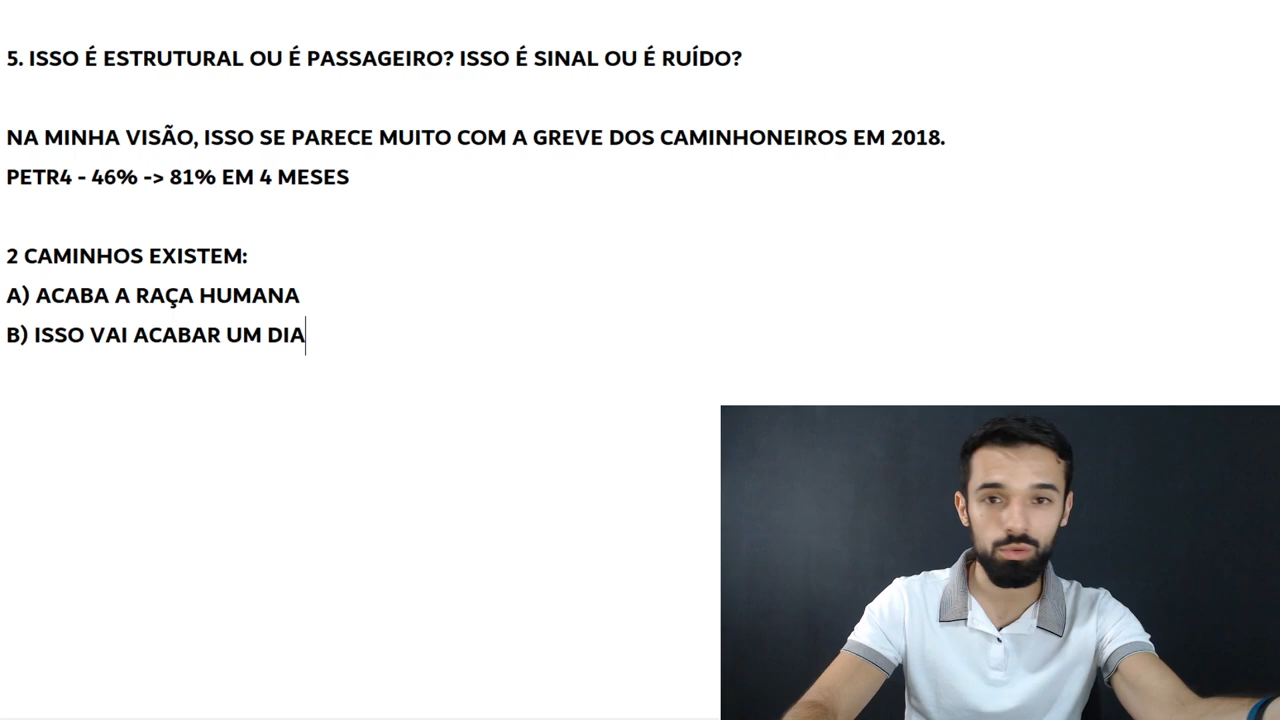 5. ISSO É ESTRUTURAL OU É PASSAGEIRO? ISSO É SINAL OU É RUÍDO?
NA MINHA VISÃO, ISSO SE PARECE MUITO COM A GREVE DOS CAMINHONEIROS EM 2018.
PETR4 - 46% -> 81% EM 4 MESES
2 CAMINHOS EXISTEM:
A) ACABA A RAÇA HUMANA
B) ISSO VAI ACABAR UM DIA